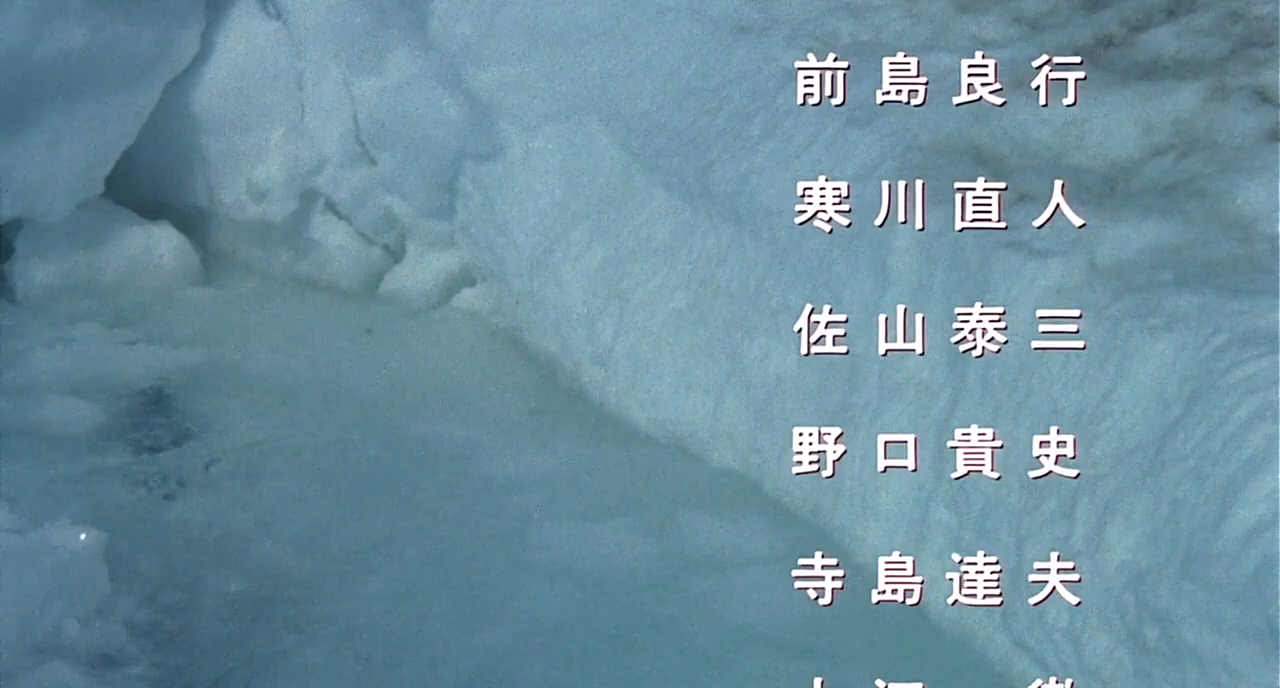 前島良行
寒川直人
佐山泰三
野口貴史
寺島達夫